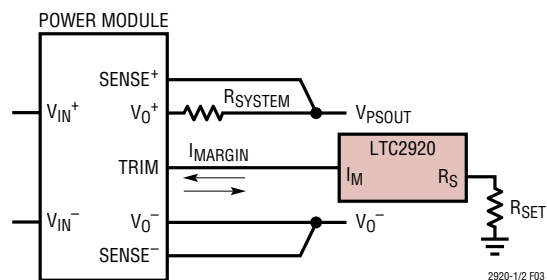 POWER MODULE
SENSE+
VIN+
VO+
RSYSTEM
VPSOUT
LTC2920
TRIM
IMARGIN
IM
RS
RSET
VIN–
VO–
VO–
SENSE–
2920-1/2 F03